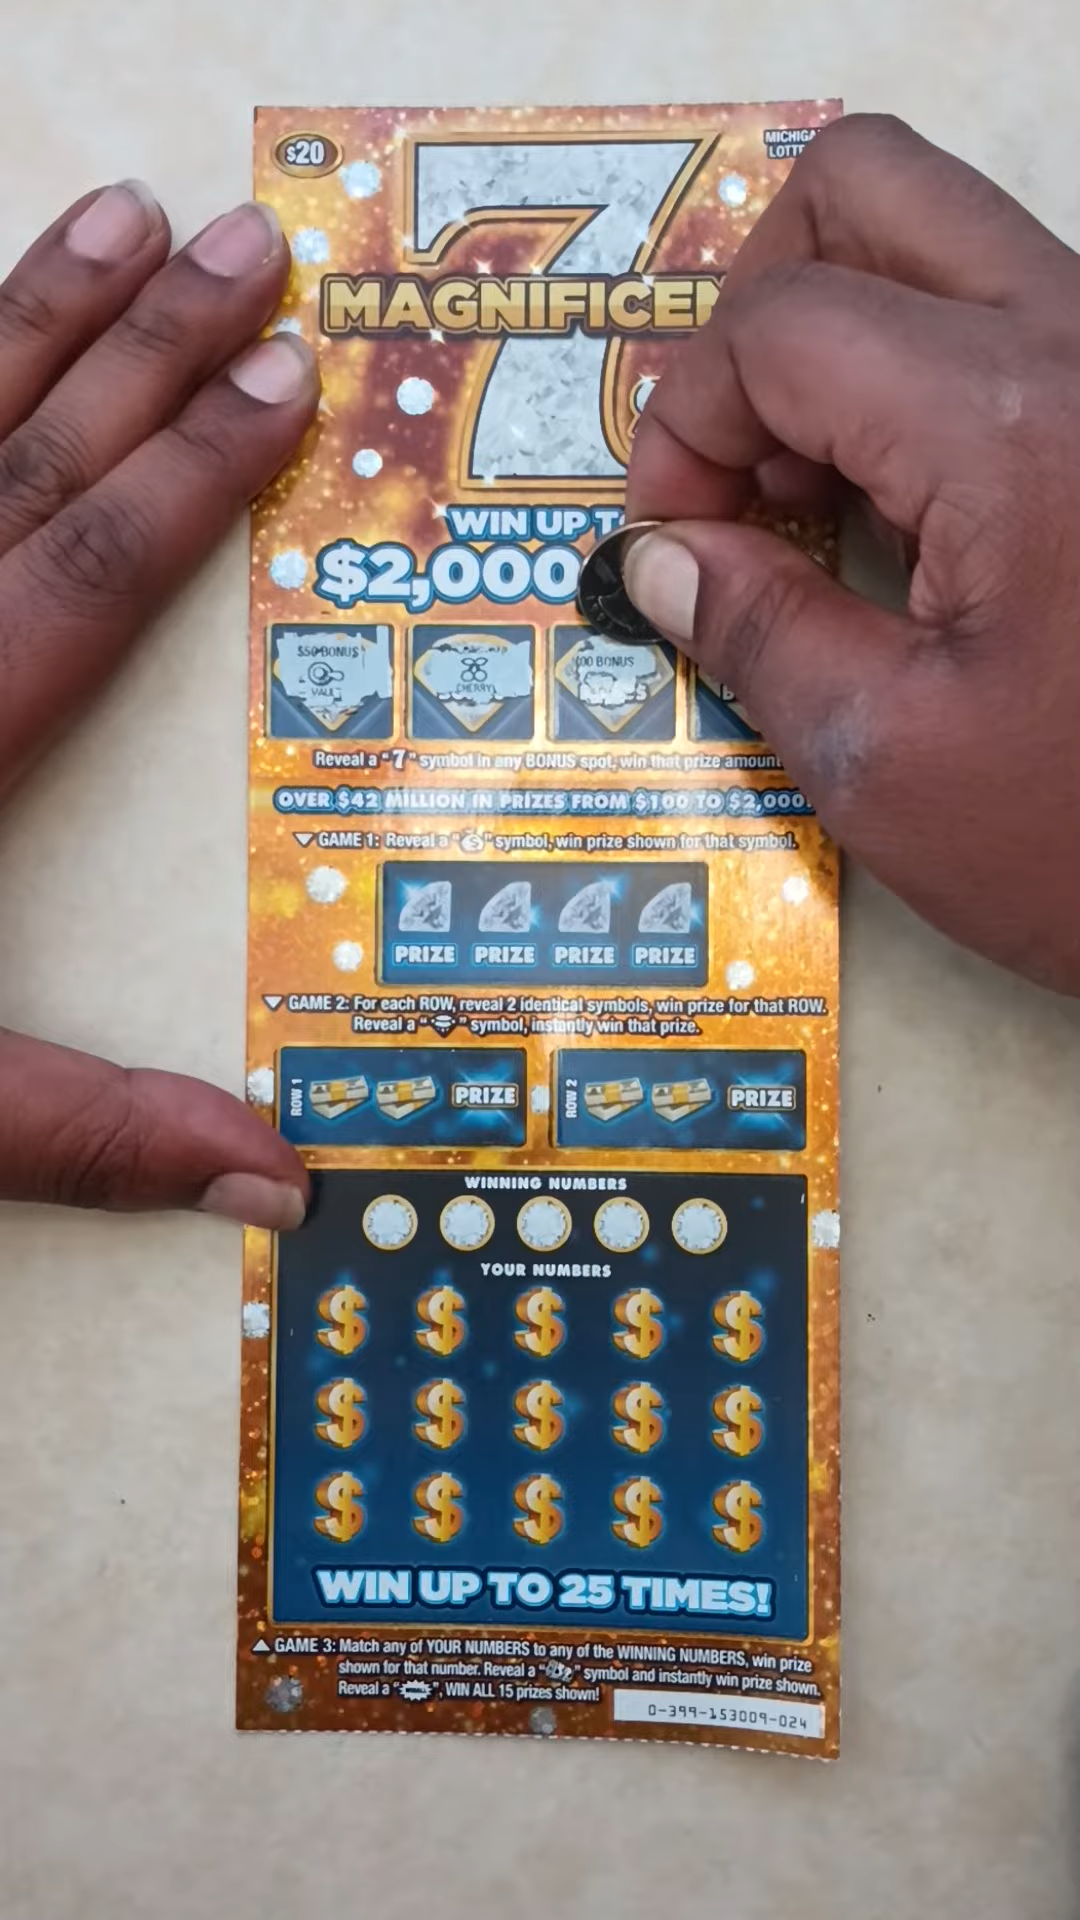 $20
MICHIGA
LOTTE
7
MAGNIFICEN
WIN UP T
$2,000
$50 BONUS
VAULT
CHERRY
00 BONUS
Reveal a "7" symbol in any BONUS spot, win that prize amount
OVER $42 MILLION IN PRIZES FROM $100 TO $2,000
GAME 1: Reveal a " $ " symbol, win prize shown for that symbol.
PRIZE PRIZE PRIZE PRIZE
GAME 2: For each ROW, reveal 2 identical symbols, win prize for that ROW.
Reveal a " " symbol, instantly win that prize.
ROW 1 PRIZE
ROW 2 PRIZE
WINNING NUMBERS
YOUR NUMBERS
$ $ $ $ $
$ $ $ $ $
$ $ $ $ $
WIN UP TO 25 TIMES!
GAME 3: Match any of YOUR NUMBERS to any of the WINNING NUMBERS, win prize
shown for that number. Reveal a " " symbol and instantly win prize shown.
Reveal a " ", WIN ALL 15 prizes shown!
0-399-153009-024